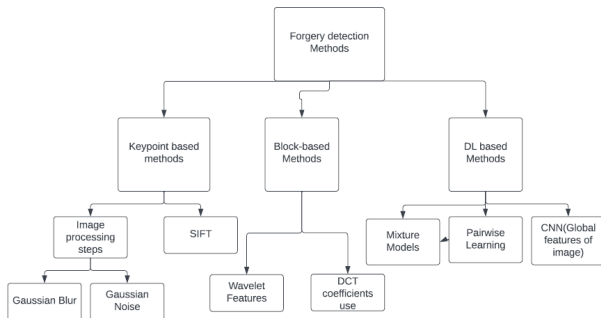 Forgery detection
Methods
Keypoint based
methods
Block-based
Methods
DL based
Methods
Image
processing
steps
SIFT
Mixture
Models
Pairwise
Learning
CNN(Global
features of
image)
Gaussian Blur
Gaussian
Noise
Wavelet
Features
DCT
coefficients
use